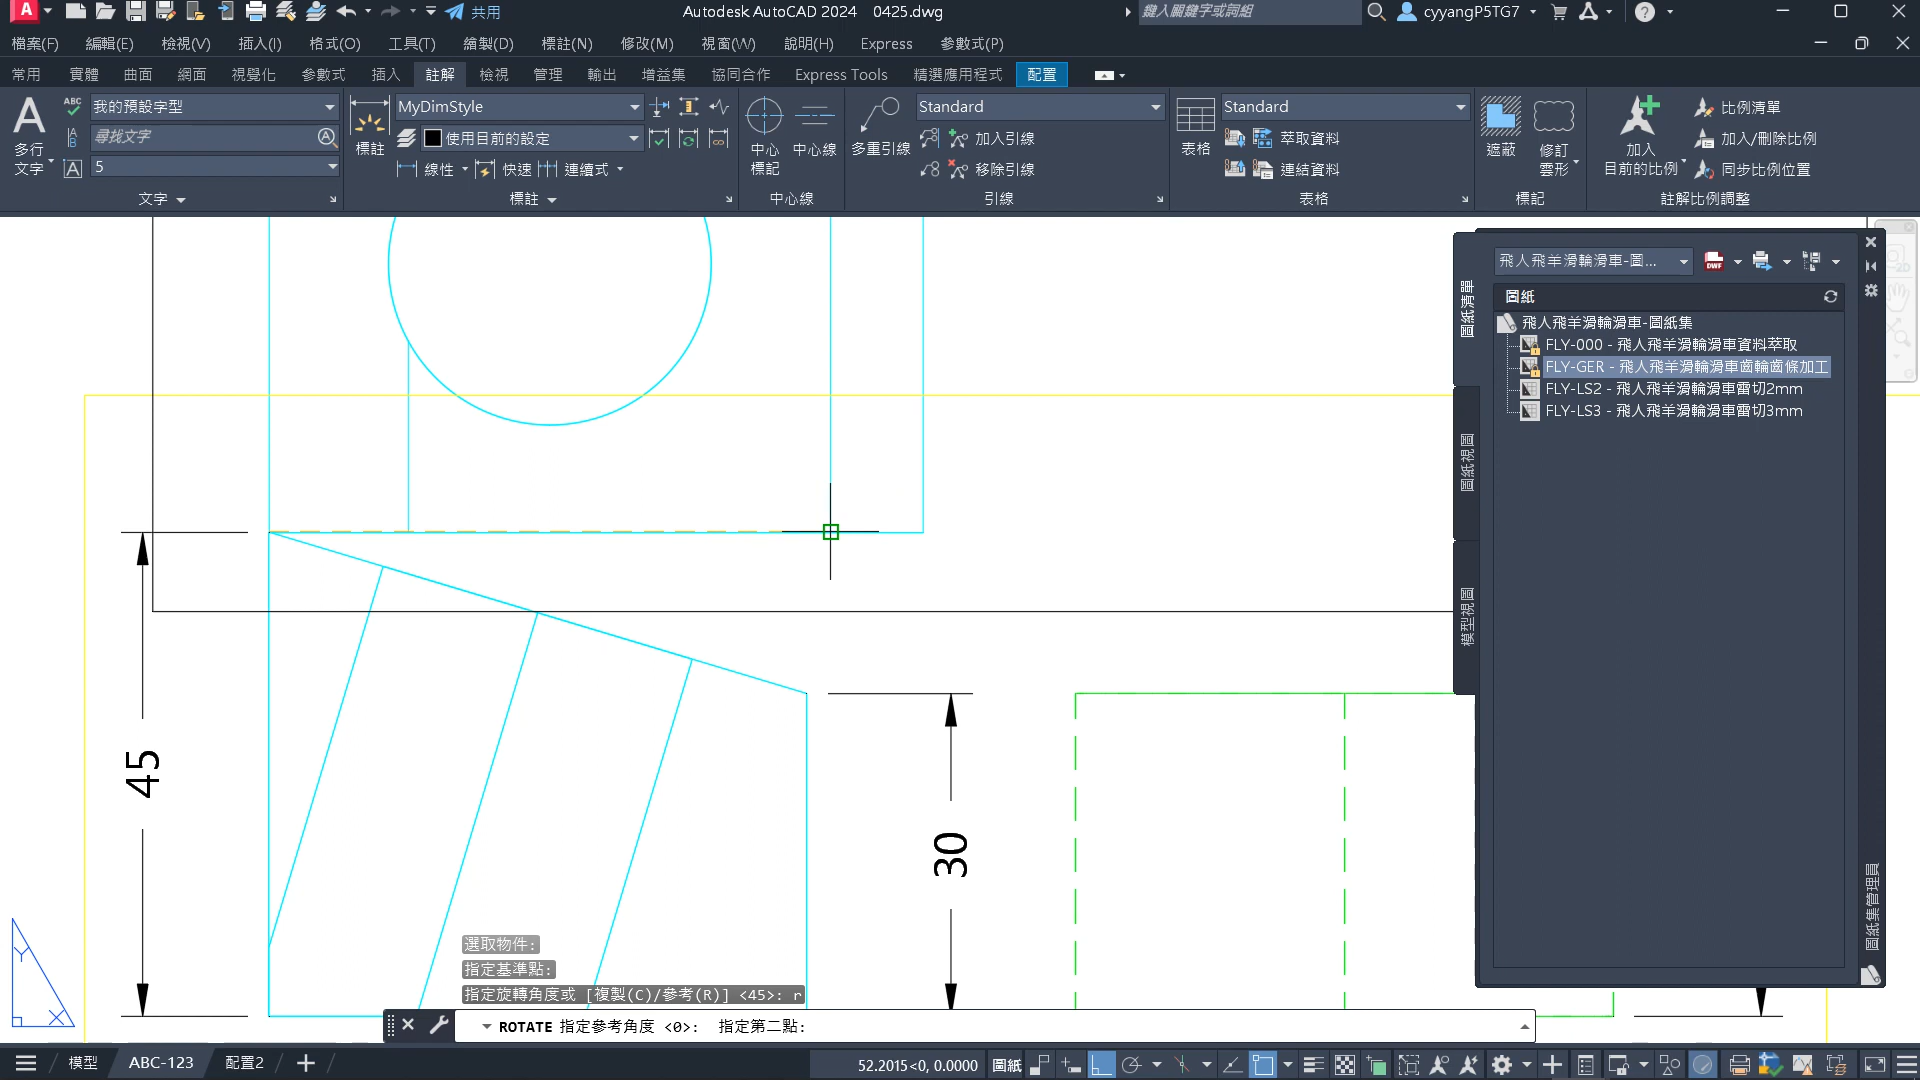 A
共用
Autodesk AutoCAD 2024 0425.dwg
鍵入關鍵字或詞組
cyyangP5TG7
檔案(F) 編輯(E) 檢視(V) 插入(I) 格式(O) 工具(T) 繪製(D) 標註(N) 修改(M) 視窗(W) 說明(H) Express 參數式(P)
常用 實體 曲面 網面 視覺化 參數式 插入 註解 檢視 管理 輸出 增益集 協同合作 Express Tools 精選應用程式 配置
A
多行
文字
ABC
我的預設字型
A
B
尋找文字
A
5
文字
標註
MyDimStyle
使用目前的設定
線性 快速 連續式
標註
中心
標記
中心線
中心線
多重引線
Standard
加入引線
移除引線
引線
表格
Standard
萃取資料
連結資料
表格
遮蔽
修訂
雲形
標記
加入
目前的比例
比例清單
加入/刪除比例
同步比例位置
註解比例調整
飛人飛羊滑輪滑車-圖...
DWF
圖紙
飛人飛羊滑輪滑車-圖紙集
FLY-000 - 飛人飛羊滑輪滑車資料萃取
FLY-GER - 飛人飛羊滑輪滑車齒輪齒條加工
FLY-LS2 - 飛人飛羊滑輪滑車雷切2mm
FLY-LS3 - 飛人飛羊滑輪滑車雷切3mm
圖紙清單
圖紙視圖
模型視圖
圖紙集管理員
2D
45
30
Y
X
選取物件:
指定基準點:
指定旋轉角度或 [複製(C)/參考(R)] <45>: r
ROTATE 指定參考角度 <0>: 指定第二點:
模型 ABC-123 配置2
52.2015<0, 0.0000 圖紙